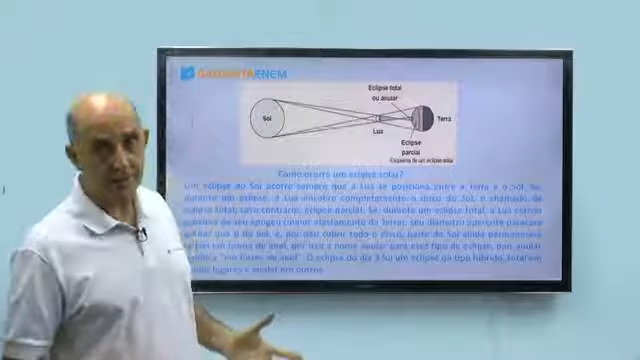 GABARITAENEM
Eclipse total
ou anular
Sol
Terra
Lua
Eclipse
parcial
Esquema de um eclipse solar
Como ocorre um eclipse solar?
Um eclipse do Sol ocorre sempre que a Lua se posiciona entre a Terra e o Sol. Se,
durante um eclipse, a Lua encobre completamente o disco do Sol, é chamado de
eclipse total; caso contrário, eclipse parcial. Se, durante um eclipse total, a Lua estiver
próxima de seu apogeu (maior afastamento da Terra), seu diâmetro aparente
menor que o do Sol, e, por não cobrir todo o disco, parte do Sol ainda permanecerá
visível em forma de anel, por isso o nome anular para esse tipo de eclipse, pois anular
significa "em forma de anel". O eclipse do dia 3 foi um eclipse do tipo híbrido: total em
alguns lugares e anular em outros.